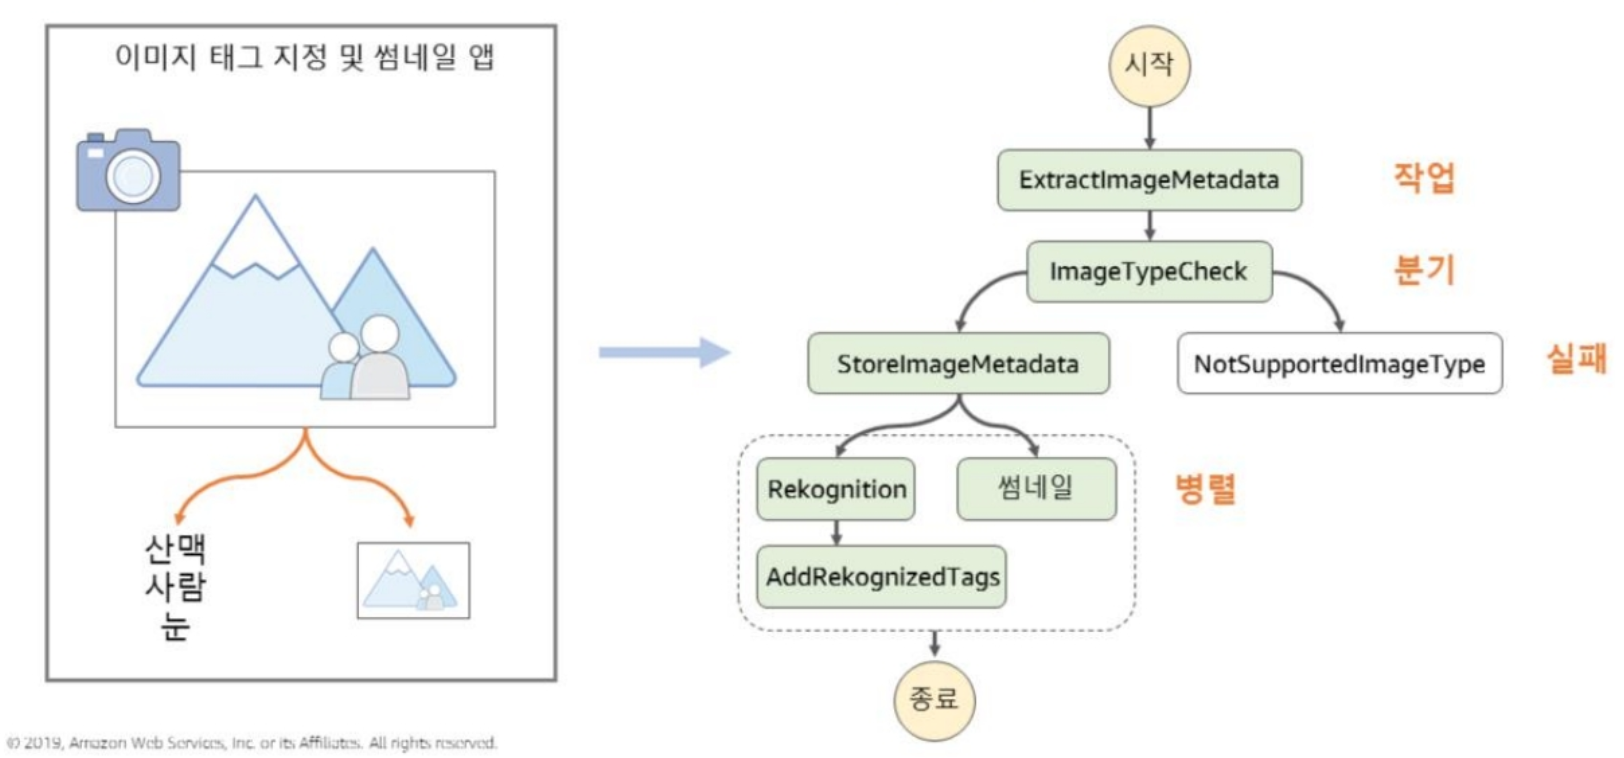 이미지 태그 지정 및 썸네일 앱
산맥
사람
눈
시작
ExtractImageMetadata
작업
ImageTypeCheck
분기
StoreImageMetadata
NotSupportedImageType
실패
Rekognition
썸네일
병렬
AddRekognizedTags
종료
© 2019, Amazon Web Services, Inc. or its Affiliates. All rights reserved.